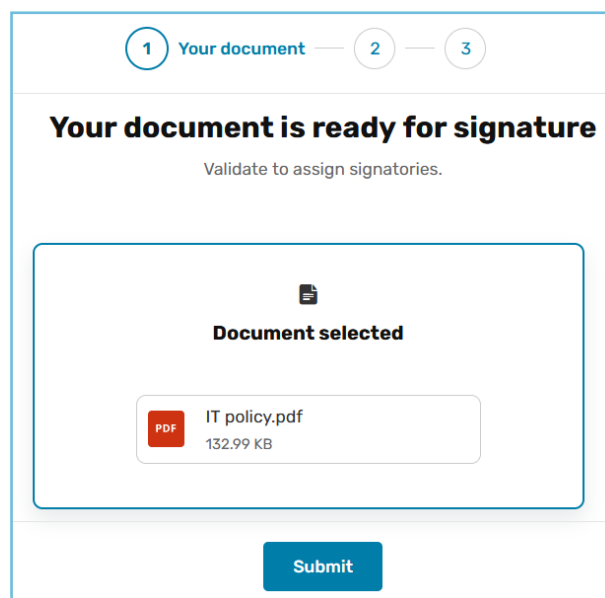 1 Your document 2 3
Your document is ready for signature
Validate to assign signatories.
Document selected
PDF IT policy.pdf
132.99 KB
Submit